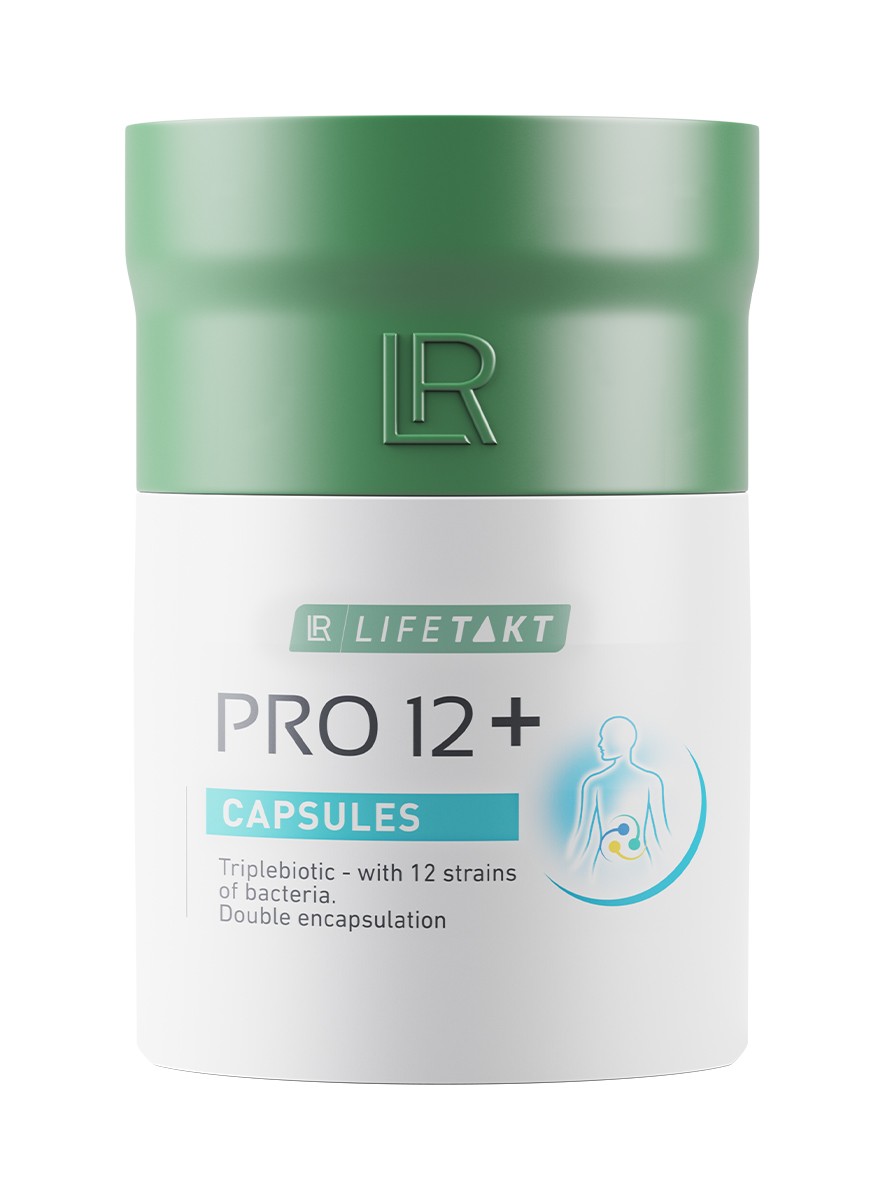 LR
LR LIFETAKT
PRO 12+
CAPSULES
Triplebiotic - with 12 strains
of bacteria.
Double encapsulation